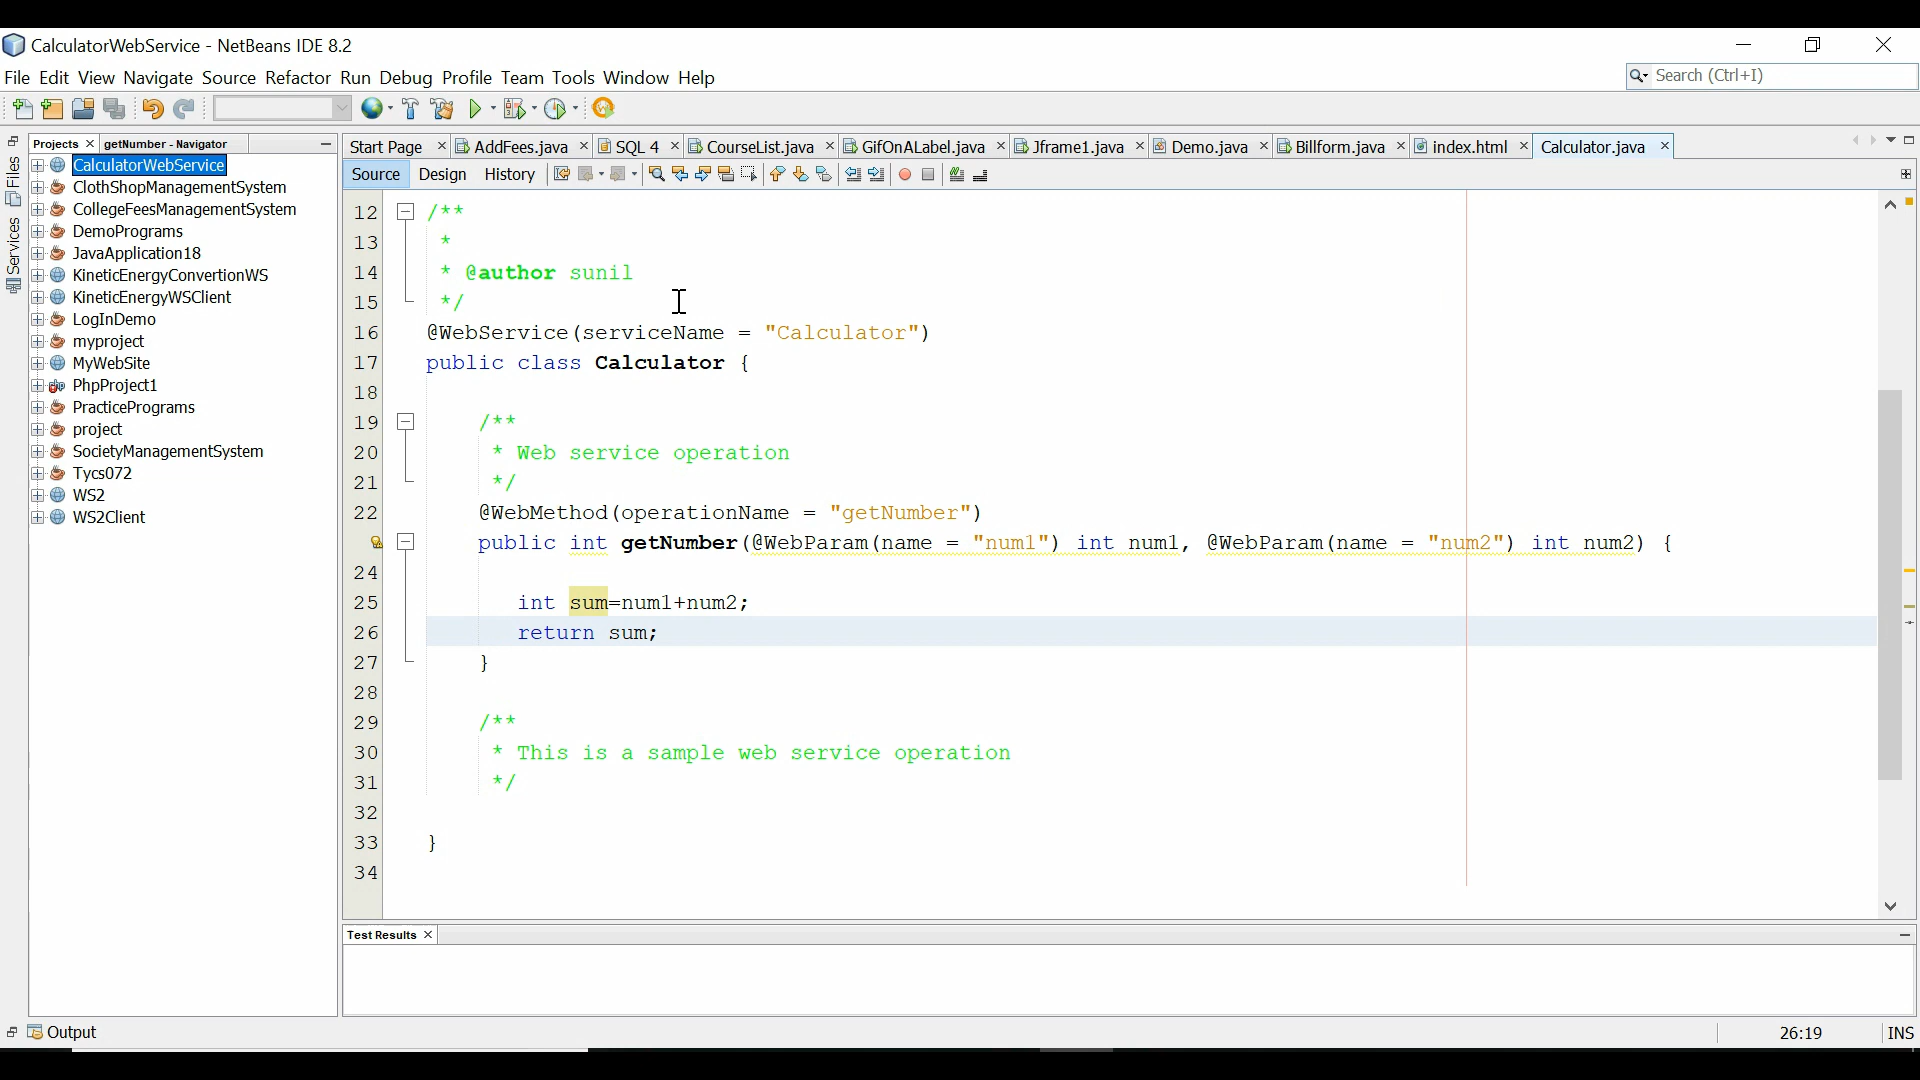 CalculatorWebService - NetBeans IDE 8.2
File Edit View Navigate Source Refactor Run Debug Profile Team Tools Window Help
Search (Ctrl+I)
Projects
getNumber - Navigator
Start Page
AddFees.java
SQL 4
CourseList.java
GifOnALabel.java
Jframe1.java
Demo.java
Billform.java
index.html
Calculator.java
Source
Design
History
Files
Services
CalculatorWebService
ClothShopManagementSystem
CollegeFeesManagementSystem
DemoPrograms
JavaApplication18
KineticEnergyConvertionWS
KineticEnergyWSClient
LogInDemo
myproject
MyWebSite
PhpProject1
PracticePrograms
project
SocietyManagementSystem
Tycs072
WS2
WS2Client
12 /**
13 *
14 * @author sunil
15 */
16 @WebService(serviceName = "Calculator")
17 public class Calculator {
18
19 /**
20 * Web service operation
21 */
22 @WebMethod(operationName = "getNumber")
public int getNumber(@WebParam(name = "num1") int num1, @WebParam(name = "num2") int num2) {
24
25 int sum=num1+num2;
26 return sum;
27 }
28
29 /**
30 * This is a sample web service operation
31 */
32
33 }
34
Test Results
Output
26:19
INS